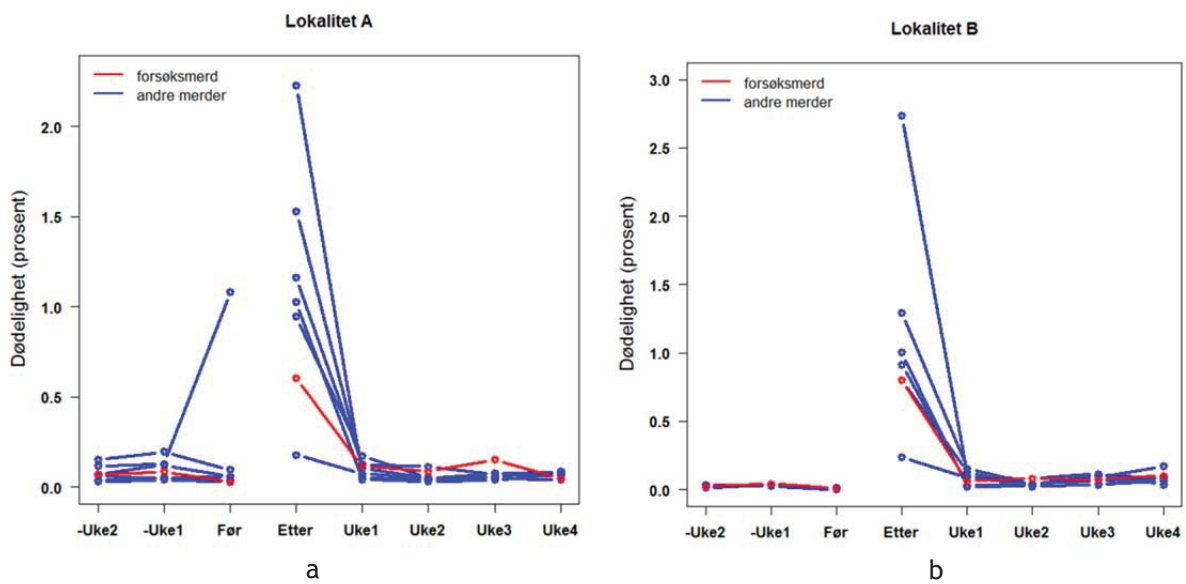 Lokalitet A
forsøksmerd
andre merder
Dødelighet (prosent)
2.0
1.5
1.0
0.5
0.0
-Uke2 -Uke1 Før Etter Uke1 Uke2 Uke3 Uke4
a
Lokalitet B
forsøksmerd
andre merder
Dødelighet (prosent)
3.0
2.5
2.0
1.5
1.0
0.5
0.0
-Uke2 -Uke1 Før Etter Uke1 Uke2 Uke3 Uke4
b